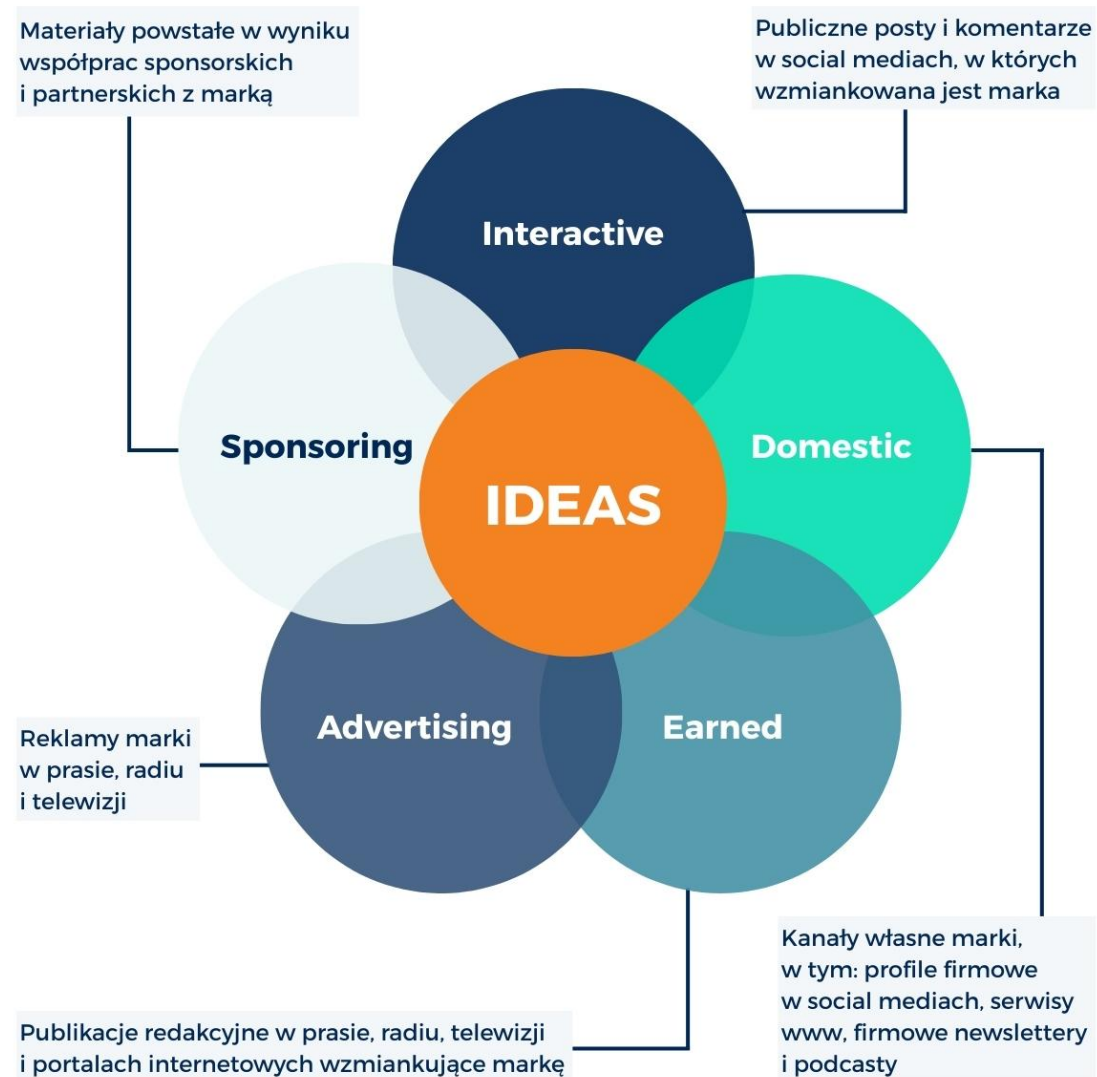 Materiały powstałe w wyniku
współprac sponsorskich
i partnerskich z marką
Publiczne posty i komentarze
w social mediach, w których
wzmiankowana jest marka
Interactive
Sponsoring
Domestic
IDEAS
Advertising
Earned
Reklamy marki
w prasie, radiu
i telewizji
Kanały własne marki,
w tym: profile firmowe
w social mediach, serwisy
www, firmowe newslettery
i podcasty
Publikacje redakcyjne w prasie, radiu, telewizji
i portalach internetowych wzmiankujące markę